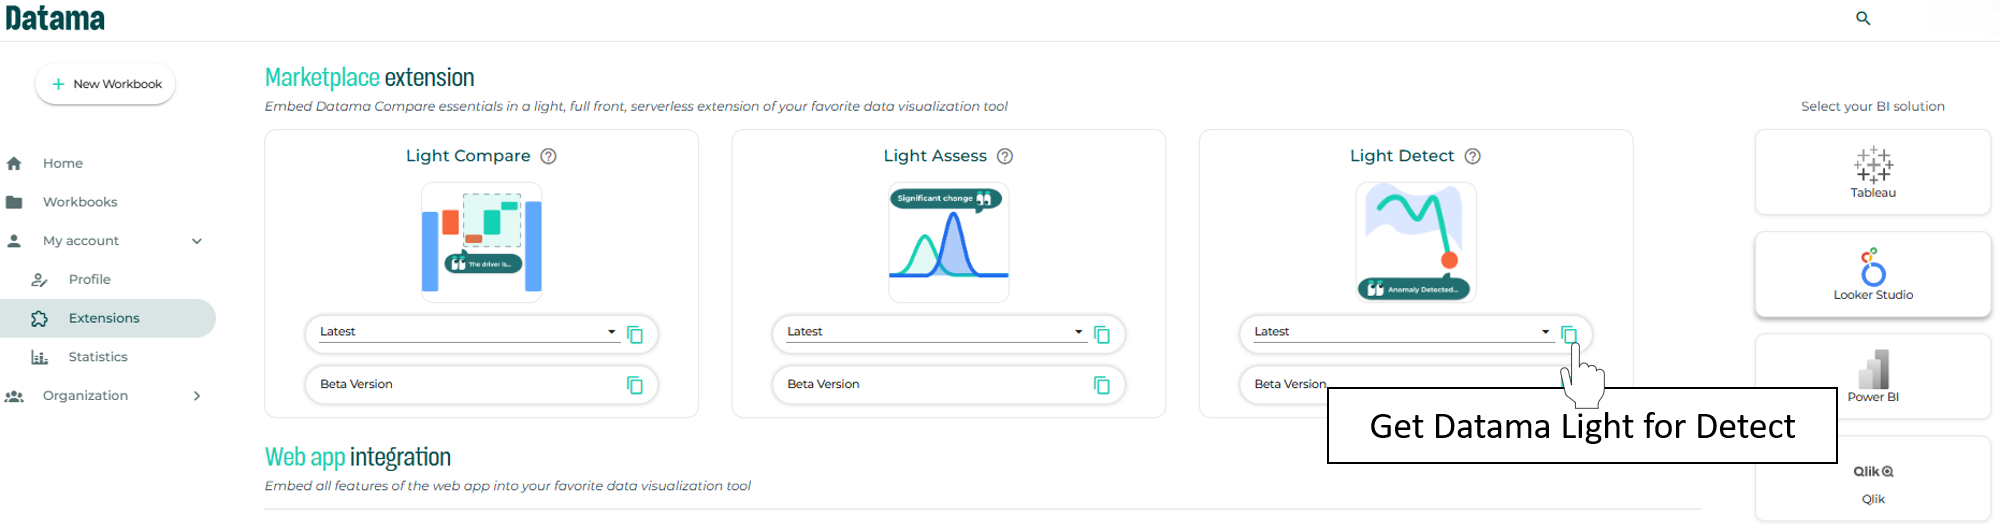 Datama
New Workbook
Home
Workbooks
My account
Profile
Extensions
Statistics
Organization
Marketplace extension
Embed Datama Compare essentials in a light, full front, serverless extension of your favorite data visualization tool
Light Compare
The driver is...
Latest
Beta Version
Light Assess
Significant change
Latest
Beta Version
Light Detect
Anomaly Detected...
Latest
Beta Version
Get Datama Light for Detect
Web app integration
Embed all features of the web app into your favorite data visualization tool
Select your BI solution
Tableau
Looker Studio
Power BI
Qlik
Qlik